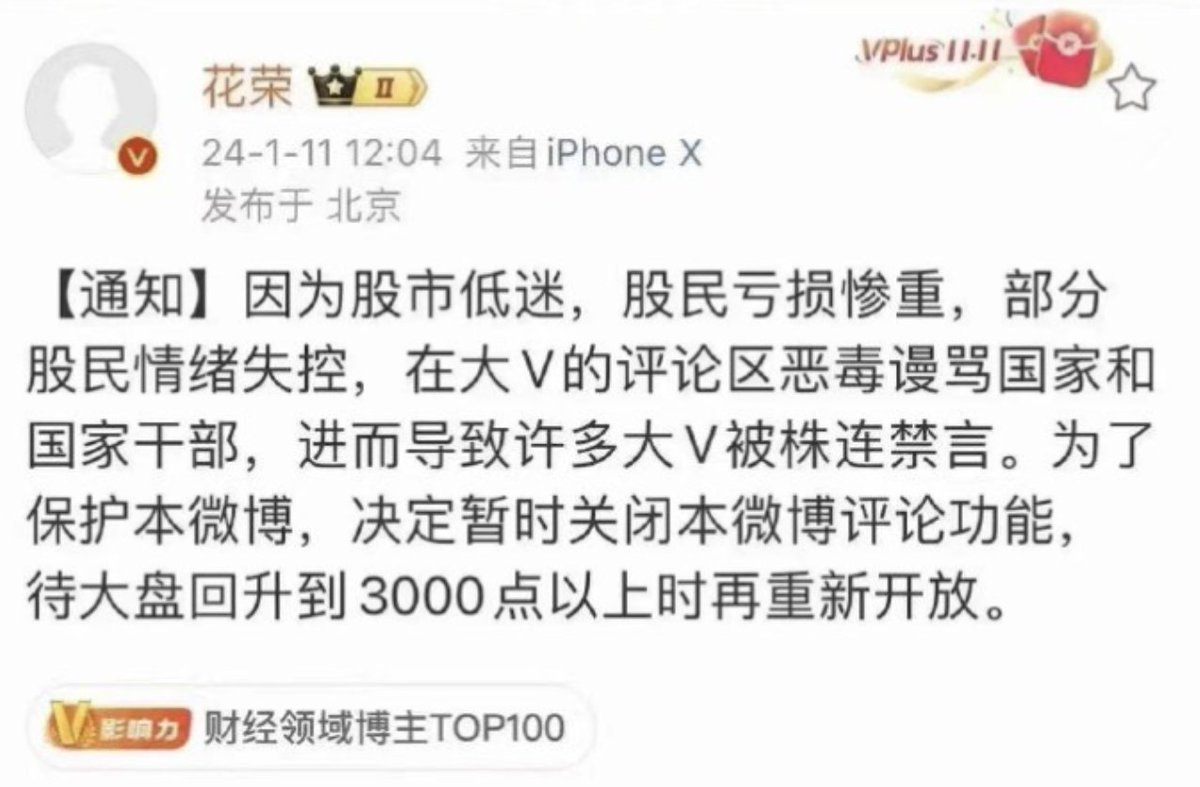 VPlus 11.11
花荣 II
24-1-11 12:04 来自 iPhone X
发布于 北京
【通知】因为股市低迷，股民亏损惨重，部分
股民情绪失控，在大V的评论区恶毒谩骂国家和
国家干部，进而导致许多大V被株连禁言。为了
保护本微博，决定暂时关闭本微博评论功能，
待大盘回升到3000点以上时再重新开放。
V影响力 财经领域博主TOP100